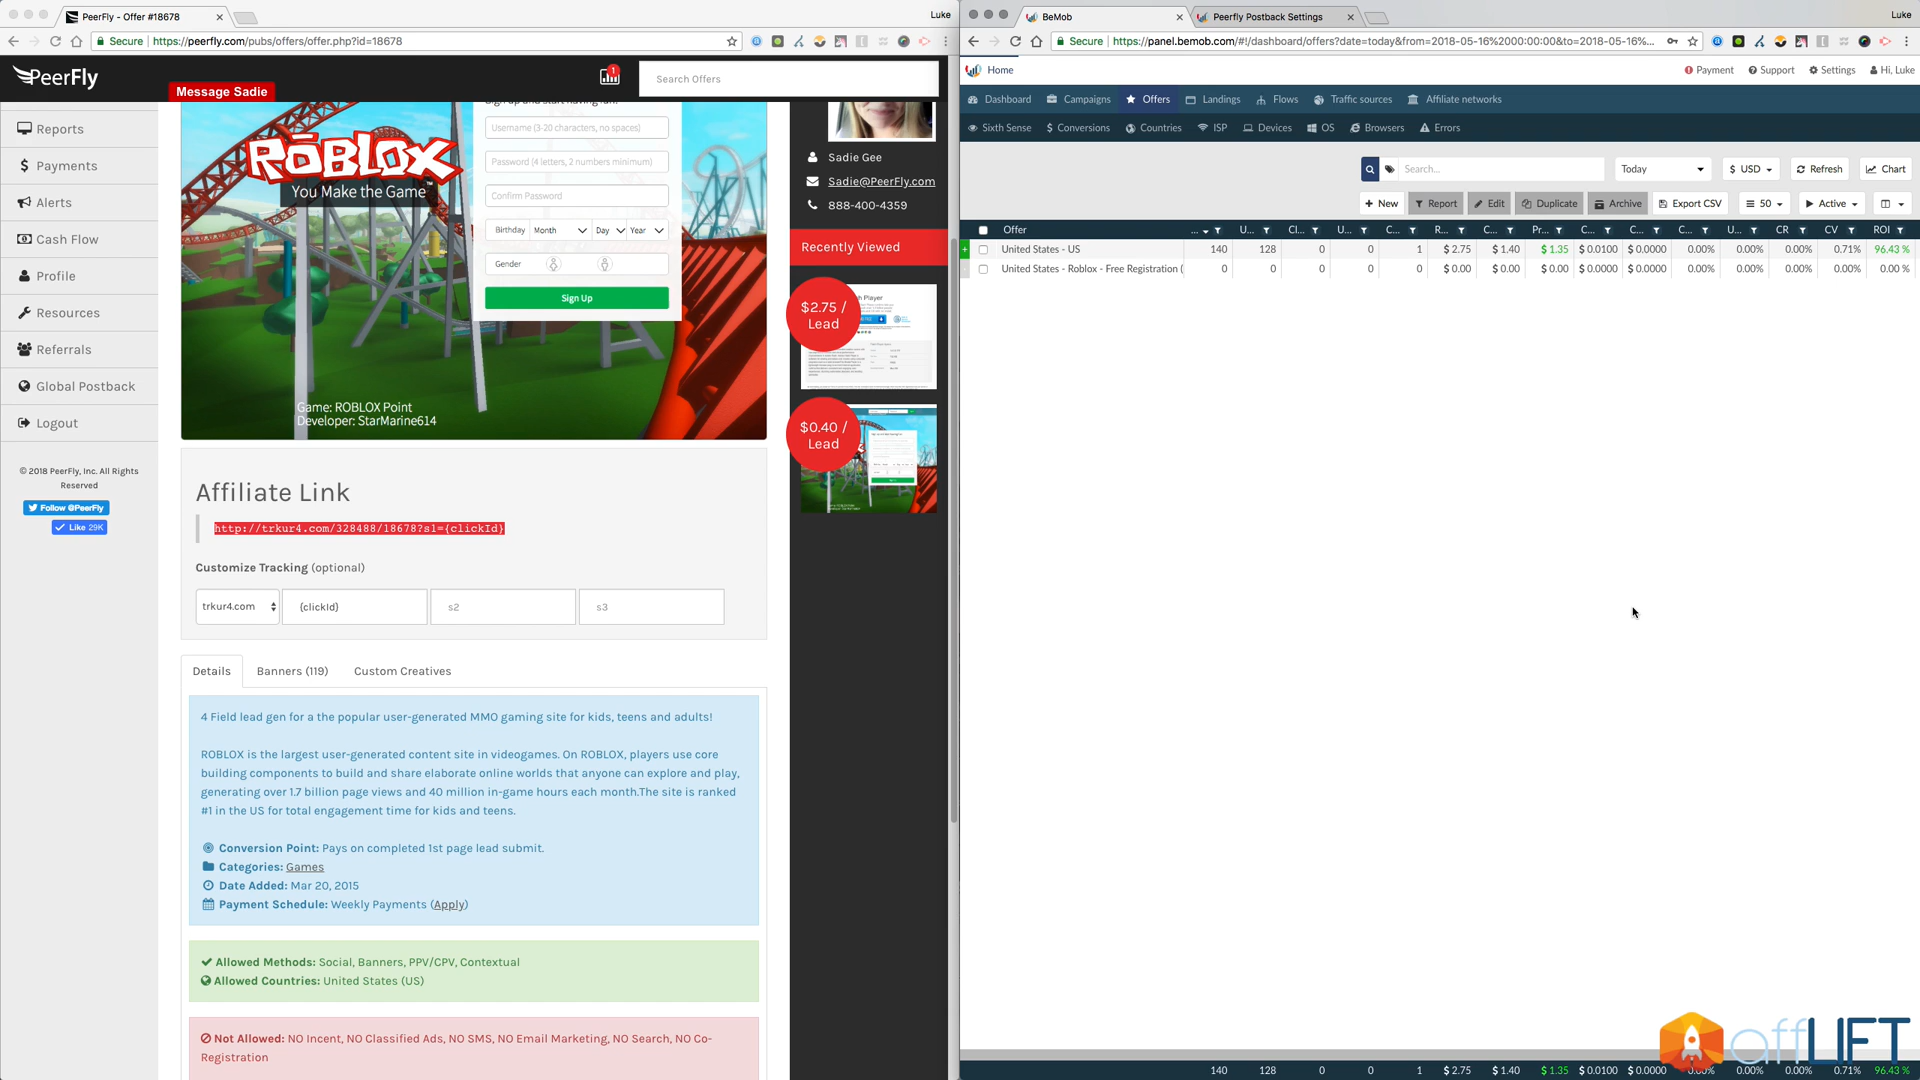 PeerFly - Offer #18678
Luke
Secure | https://peerfly.com/pubs/offers/offer.php?id=18678
PeerFly
Message Sadie
1
Search Offers
Reports
Payments
Alerts
Cash Flow
Profile
Resources
Referrals
Global Postback
Logout
© 2018 PeerFly, Inc. All Rights
Reserved
Follow @PeerFly
Like 29K
Sign up and start having fun!
Username (3-20 characters, no spaces)
Password (4 letters, 2 numbers minimum)
Confirm Password
Birthday Month Day Year
Gender
Sign Up
ROBLOX
You Make the Game™
Game: ROBLOX Point
Developer: StarMarine614
Affiliate Link
http://trkur4.com/328488/18678?s1={clickId}
Customize Tracking (optional)
trkur4.com {clickId} s2 s3
Details Banners (119) Custom Creatives
4 Field lead gen for a the popular user-generated MMO gaming site for kids, teens and adults!
ROBLOX is the largest user-generated content site in videogames. On ROBLOX, players use core
building components to build and share elaborate online worlds that anyone can explore and play,
generating over 1.7 billion page views and 40 million in-game hours each month.The site is ranked
#1 in the US for total engagement time for kids and teens.
Conversion Point: Pays on completed 1st page lead submit.
Categories: Games
Date Added: Mar 20, 2015
Payment Schedule: Weekly Payments (Apply)
Allowed Methods: Social, Banners, PPV/CPV, Contextual
Allowed Countries: United States (US)
Not Allowed: NO Incent, NO Classified Ads, NO SMS, NO Email Marketing, NO Search, NO Co-
Registration
Sadie Gee
Sadie@PeerFly.com
888-400-4359
Recently Viewed
$2.75 /
Lead
Player
$0.40 /
Lead
BeMob
Peerfly Postback Settings
Luke
Secure | https://panel.bemob.com/#!/dashboard/offers?date=today&from=2018-05-16%2000:00:00&to=2018-05-16%...
Home
Payment Support Settings Hi, Luke
Dashboard Campaigns Offers Landings Flows Traffic sources Affiliate networks
Sixth Sense Conversions Countries ISP Devices OS Browsers Errors
Search... Today $ USD Refresh Chart
+ New Report Edit Duplicate Archive Export CSV 50 Active
Offer ... U... Cl... U... C... R... C... Pr... C... C... C... U... CR CV ROI
United States - US 140 128 0 0 1 $ 2.75 $ 1.40 $ 1.35 $ 0.0100 $ 0.0000 0.00% 0.00% 0.00% 0.71% 96.43 %
United States - Roblox - Free Registration ( 0 0 0 0 0 $ 0.00 $ 0.00 $ 0.00 $ 0.0000 $ 0.0000 0.00% 0.00% 0.00% 0.00% 0.00 %
affLIFT
140 128 0 0 1 $ 2.75 $ 1.40 $ 1.35 $ 0.0100 $ 0.0000 0.00% 0.00% 0.00% 0.71% 96.43 %